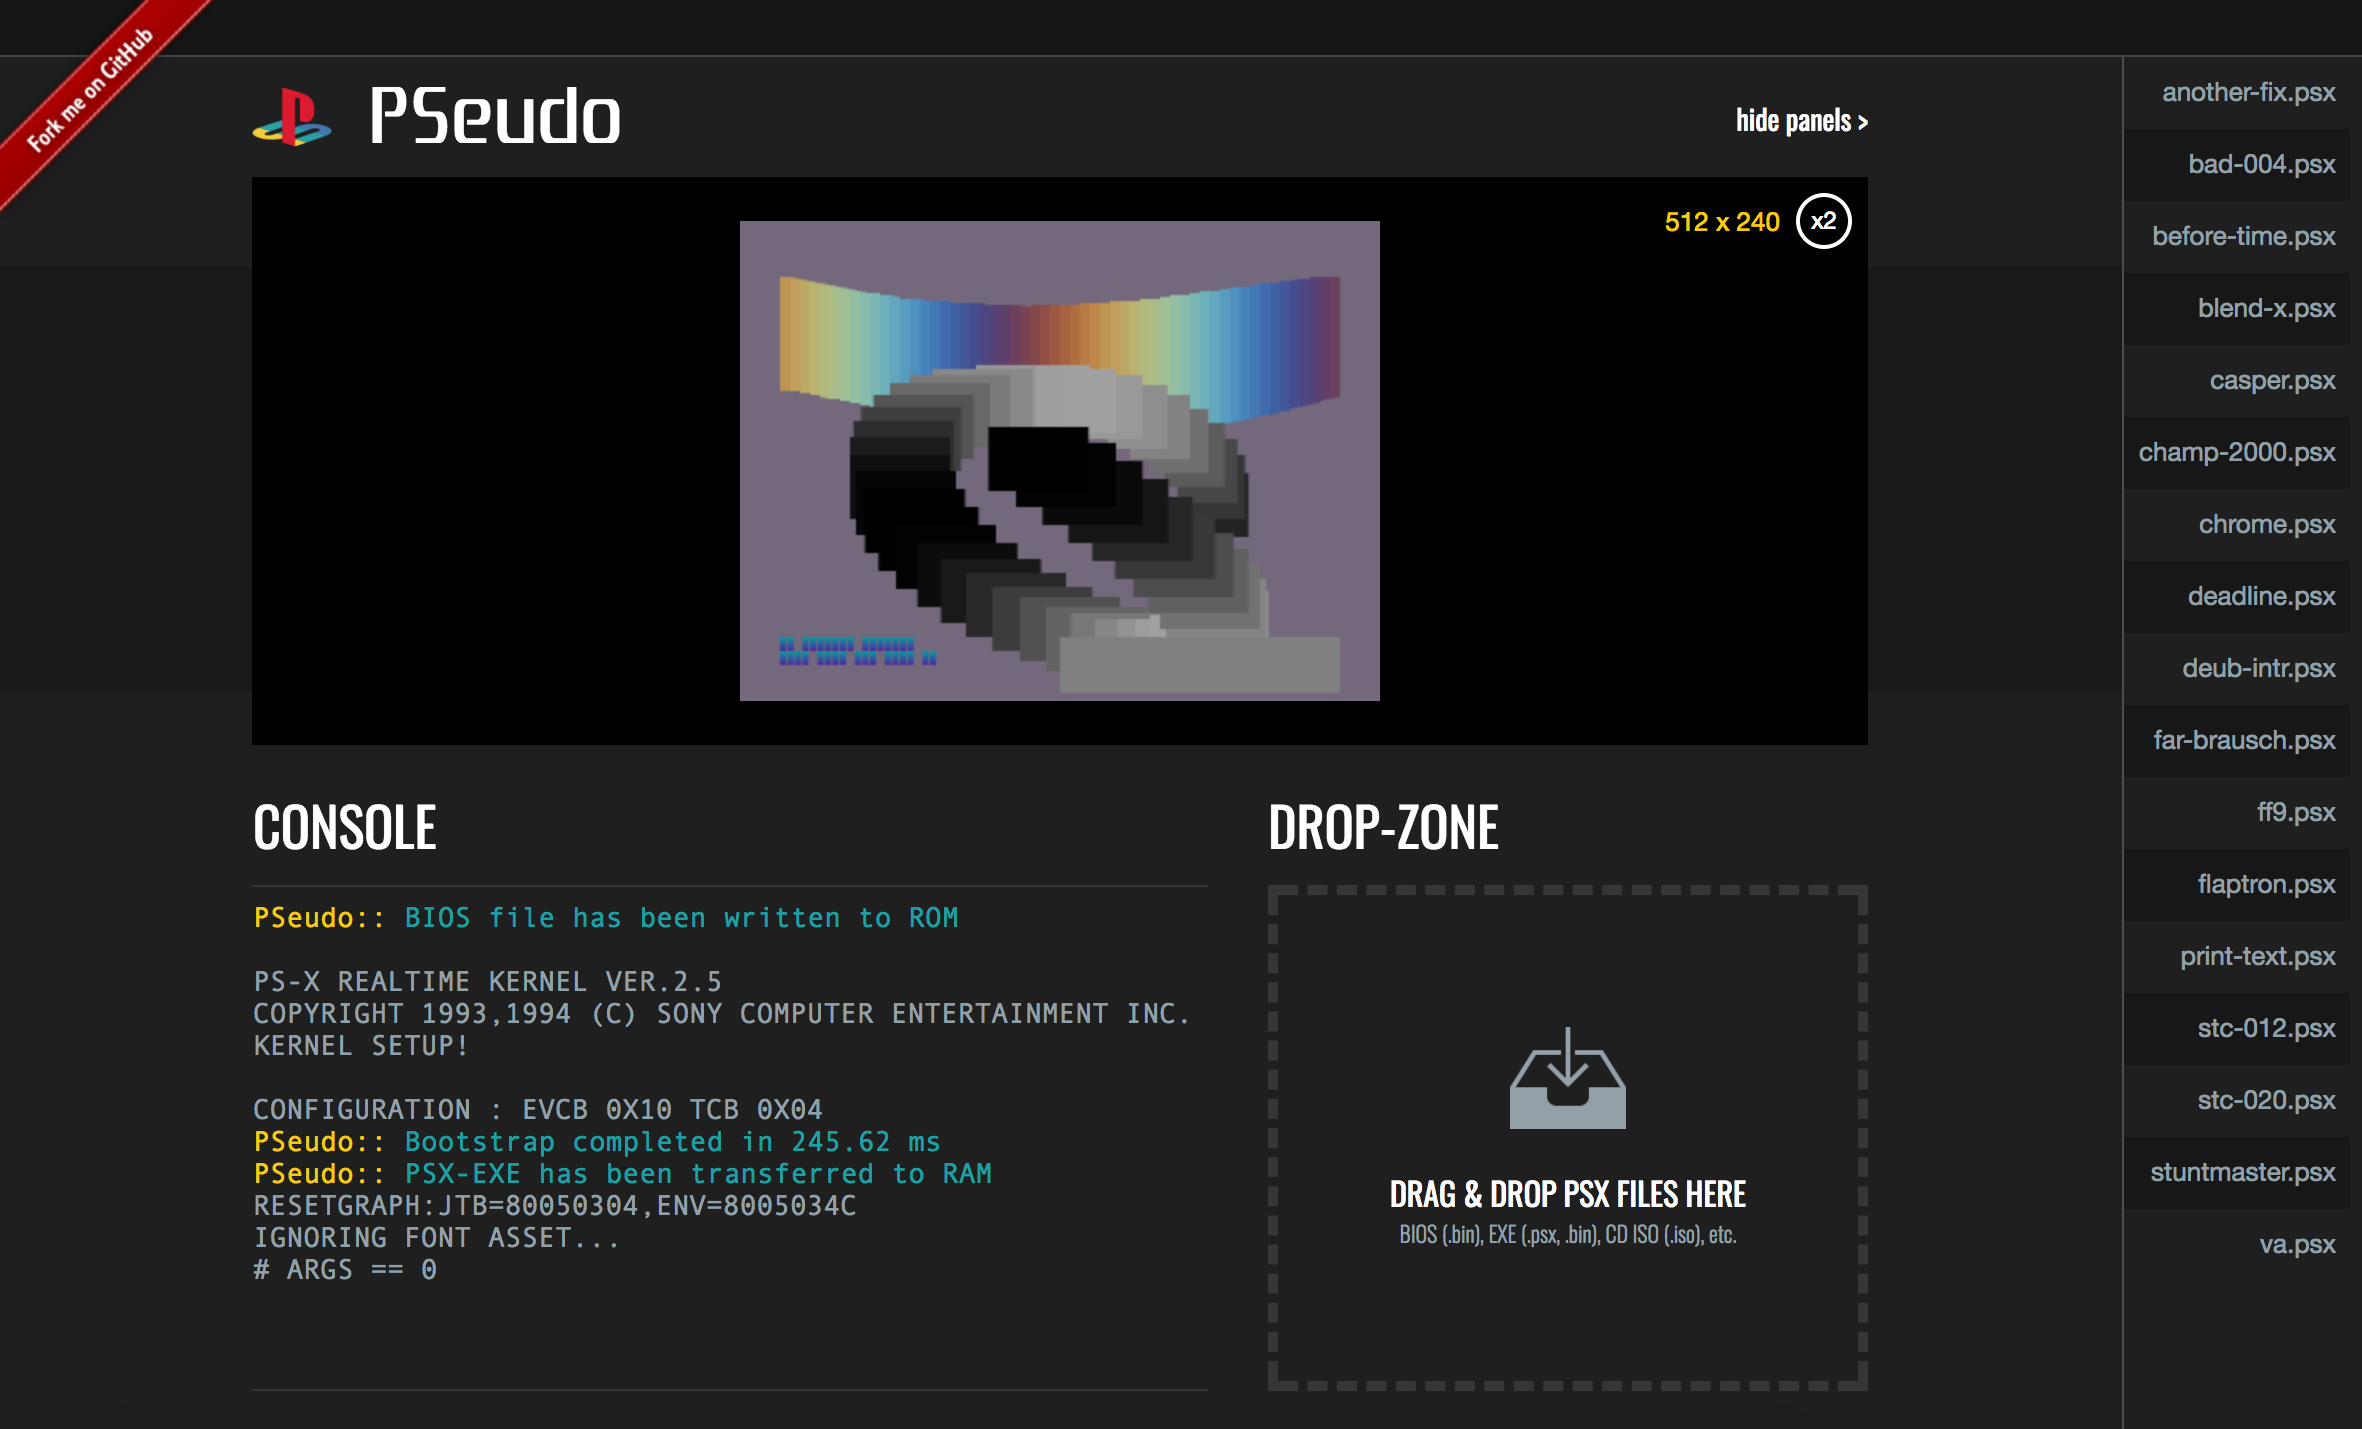 Fork me on GitHub
PSeudo
hide panels >
512 x 240
x2
CONSOLE
PSeudo:: BIOS file has been written to ROM
PS-X REALTIME KERNEL VER.2.5
COPYRIGHT 1993,1994 (C) SONY COMPUTER ENTERTAINMENT INC.
KERNEL SETUP!
CONFIGURATION : EVCB 0X10 TCB 0X04
PSeudo:: Bootstrap completed in 245.62 ms
PSeudo:: PSX-EXE has been transferred to RAM
RESETGRAPH:JTB=80050304,ENV=8005034C
IGNORING FONT ASSET...
# ARGS == 0
DROP-ZONE
DRAG & DROP PSX FILES HERE
BIOS (.bin), EXE (.psx, .bin), CD ISO (.iso), etc.
another-fix.psx
bad-004.psx
before-time.psx
blend-x.psx
casper.psx
champ-2000.psx
chrome.psx
deadline.psx
deub-intr.psx
far-brausch.psx
ff9.psx
flaptron.psx
print-text.psx
stc-012.psx
stc-020.psx
stuntmaster.psx
va.psx